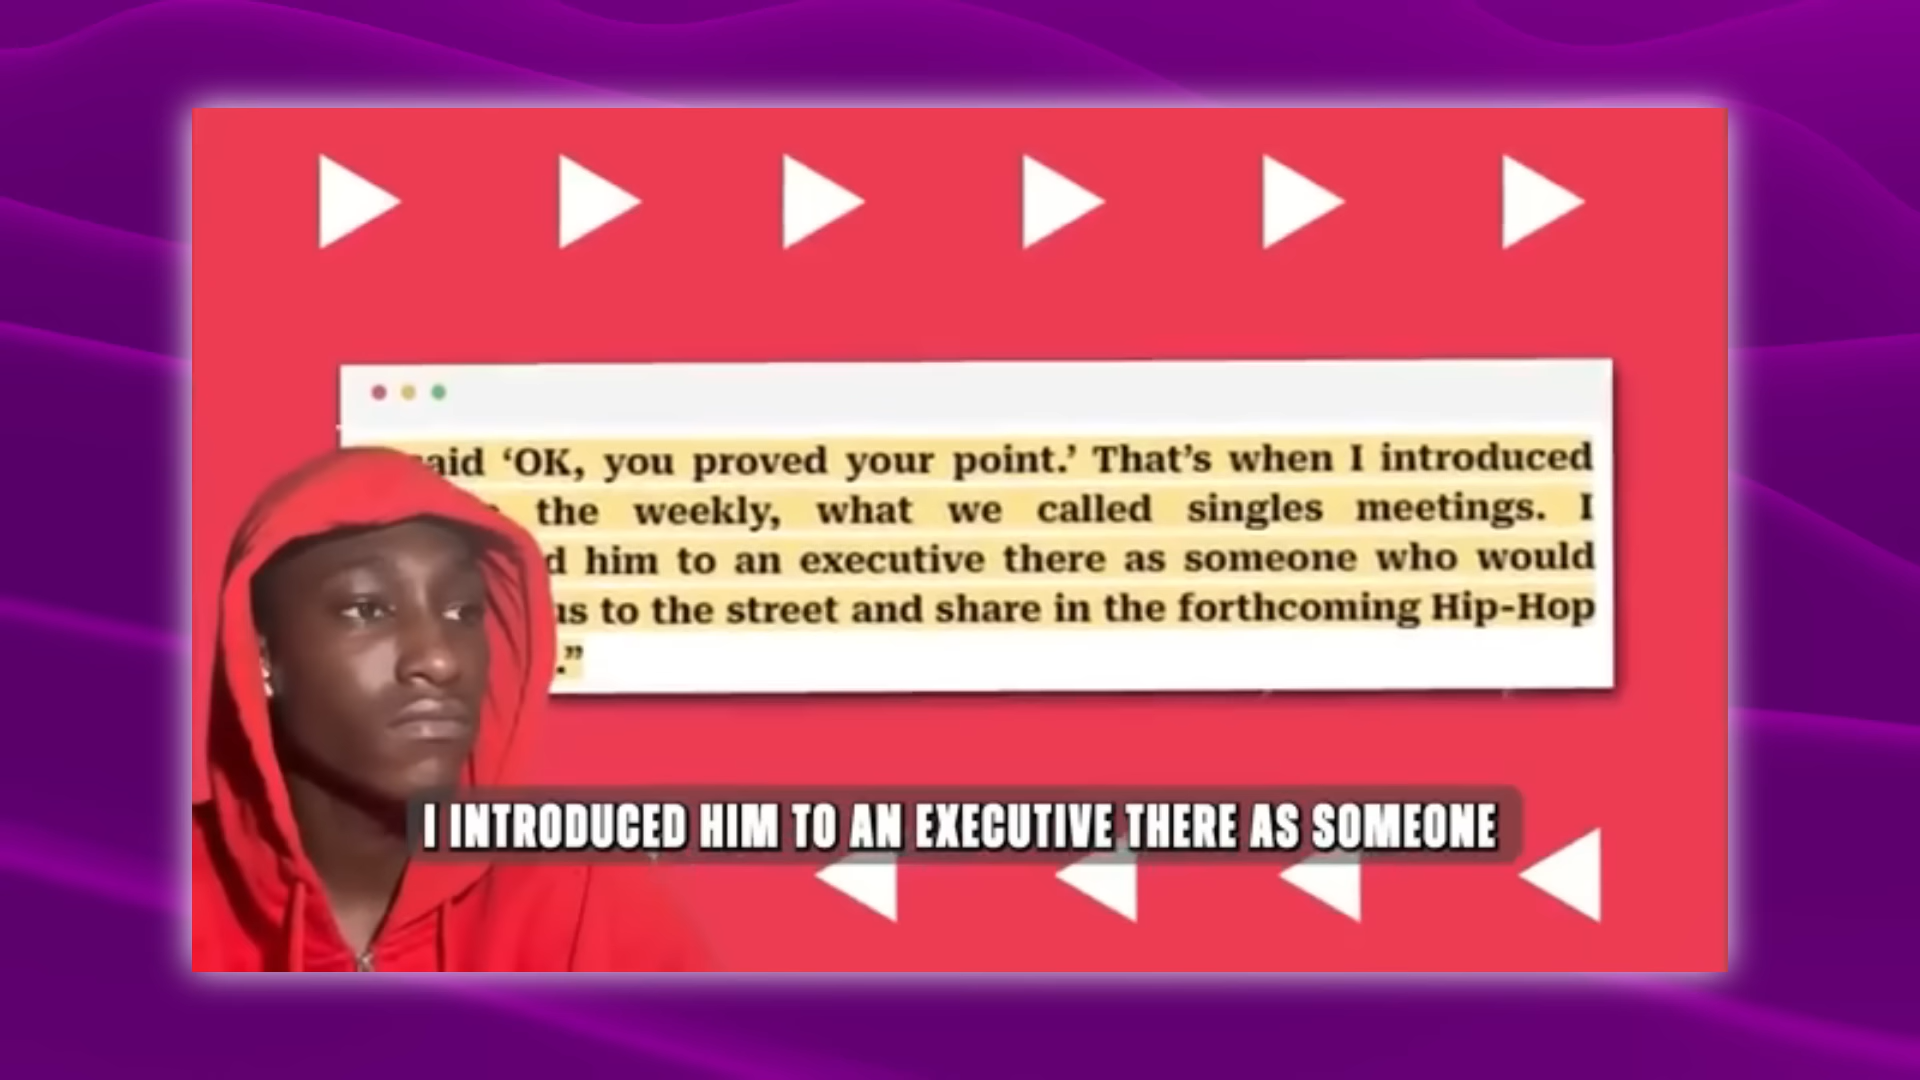 said ‘OK, you proved your point.’ That’s when I introduced
the weekly, what we called singles meetings. I
him to an executive there as someone who would
us to the street and share in the forthcoming Hip-Hop
.”
I INTRODUCED HIM TO AN EXECUTIVE THERE AS SOMEONE